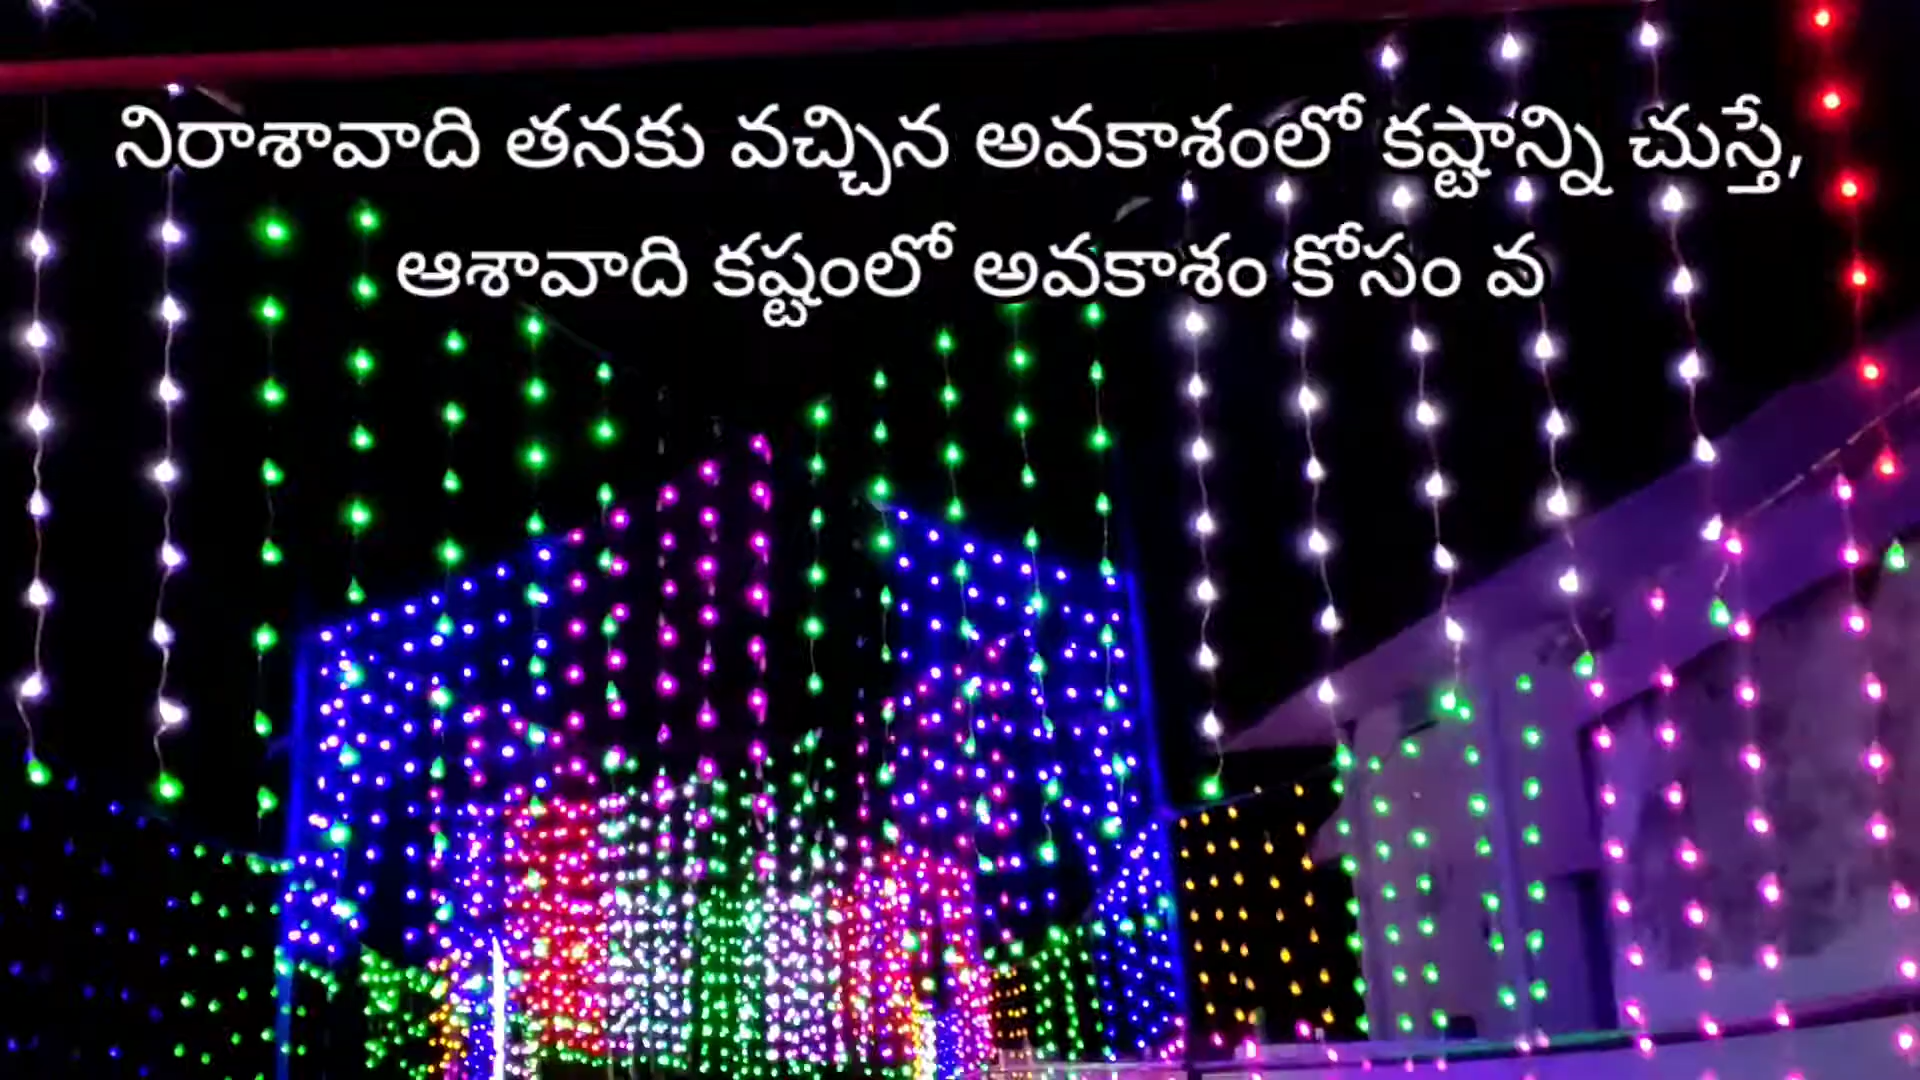 నిరాశావాది తనకు వచ్చిన అవకాశంలో కష్టాన్ని చుస్తే,
ఆశావాది కష్టంలో అవకాశం కోసం వ